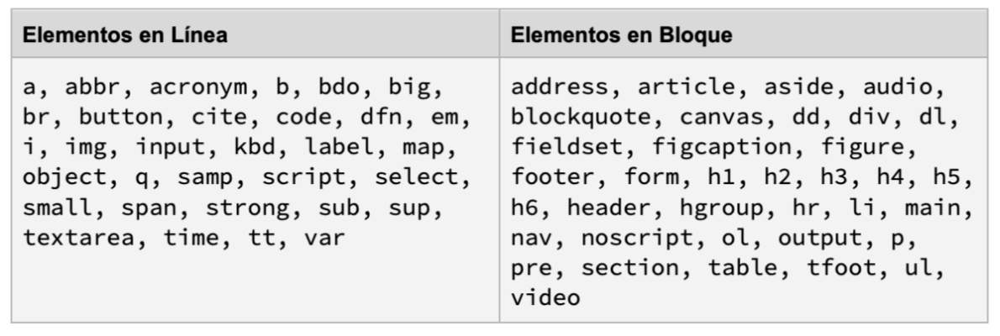 Elementos en Línea
a, abbr, acronym, b, bdo, big,
br, button, cite, code, dfn, em,
i, img, input, kbd, label, map,
object, q, samp, script, select,
small, span, strong, sub, sup,
textarea, time, tt, var
Elementos en Bloque
address, article, aside, audio,
blockquote, canvas, dd, div, dl,
fieldset, figcaption, figure,
footer, form, h1, h2, h3, h4, h5,
h6, header, hgroup, hr, li, main,
nav, noscript, ol, output, p,
pre, section, table, tfoot, ul,
video